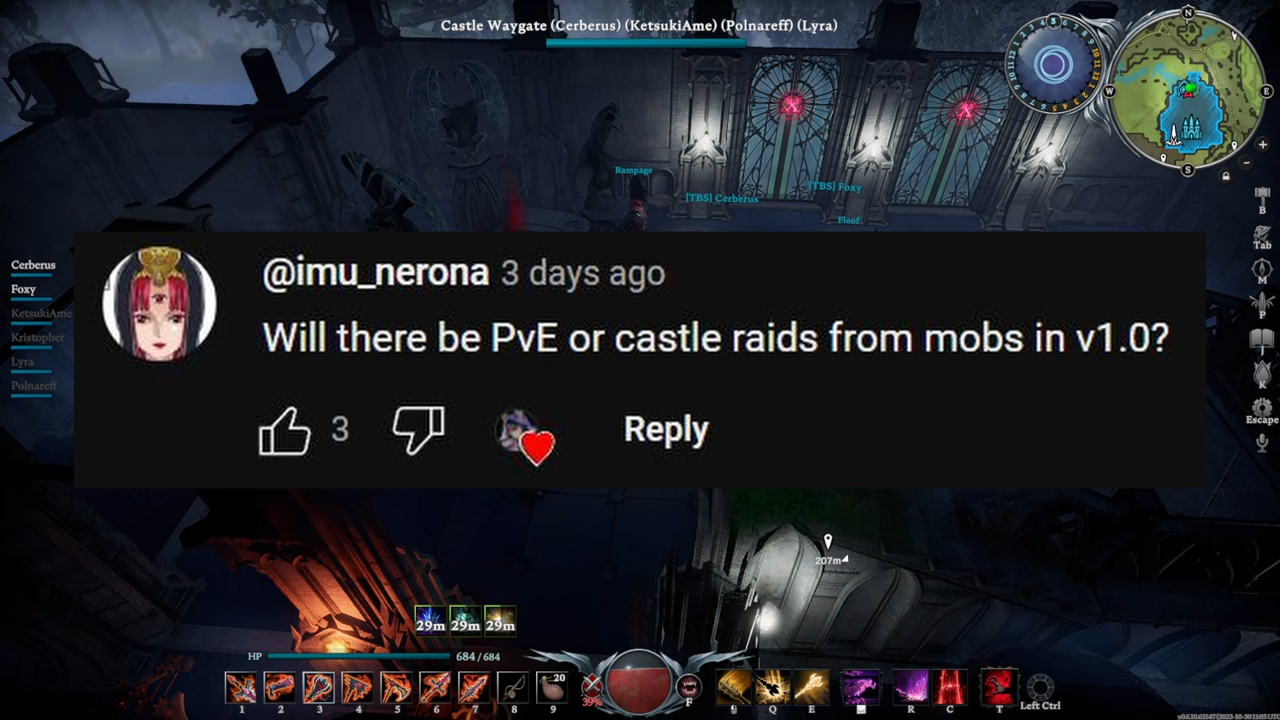 Castle Waygate (Cerberus) (KetsukiAme) (Polnareff) (Lyra)
N
W
E
S
Rampage
[TBS] Cerberus
[TBS] Foxy
Floof
B
Tab
M
P
J
K
Escape
Cerberus
Foxy
KetsukiAme
Kristopher
Lyra
Polnareff
@imu_nerona 3 days ago
Will there be PvE or castle raids from mobs in v1.0?
3
Reply
207m
29m 29m 29m
HP 684/684
20
1 2 3 4 5 6 7 8 9 39% F Q E R C T Left Ctrl